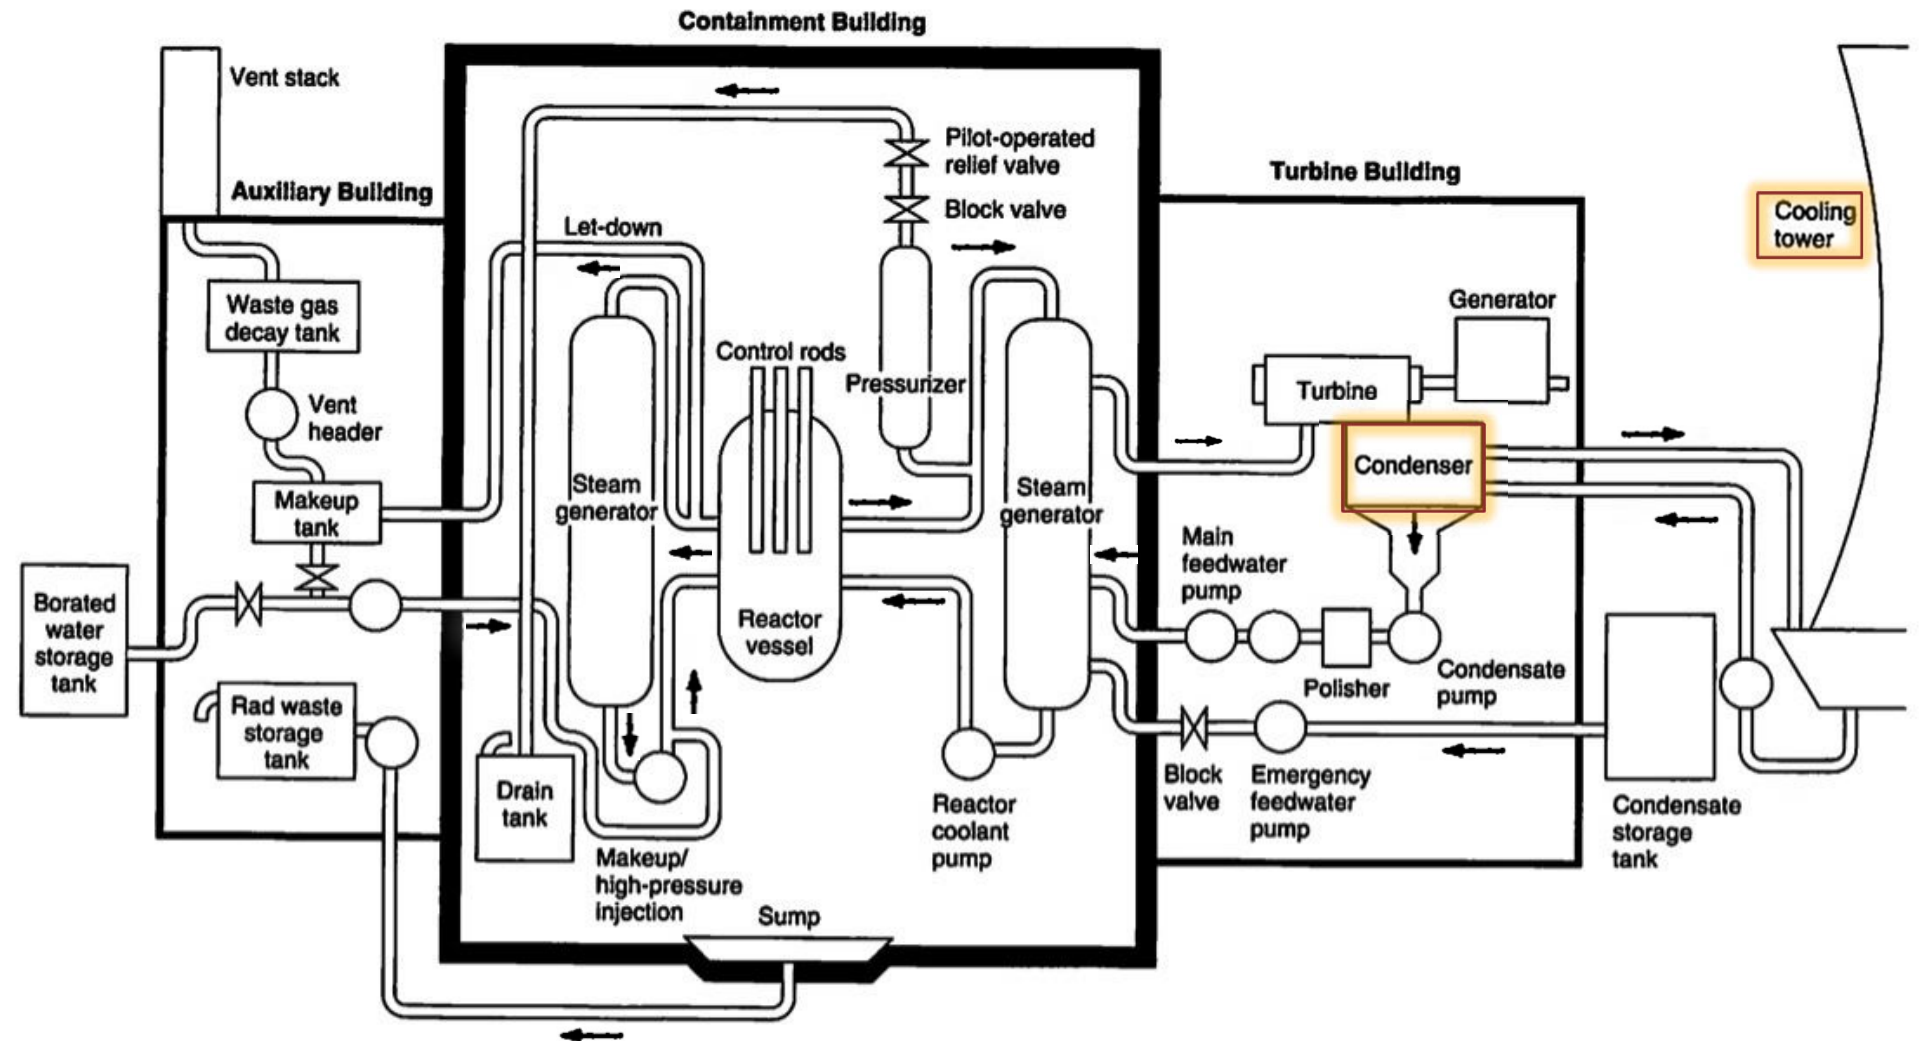 Containment Building
Vent stack
Auxiliary Building
Pilot-operated
relief valve
Block valve
Turbine Building
Cooling
tower
Let-down
Waste gas
decay tank
Generator
Control rods
Pressurizer
Turbine
Vent
header
Condenser
Steam
generator
Steam
generator
Makeup
tank
Main
feedwater
pump
Borated
water
storage
tank
Reactor
vessel
Polisher
Condensate
pump
Rad waste
storage
tank
Drain
tank
Reactor
coolant
pump
Block
valve
Emergency
feedwater
pump
Condensate
storage
tank
Makeup/
high-pressure
injection
Sump